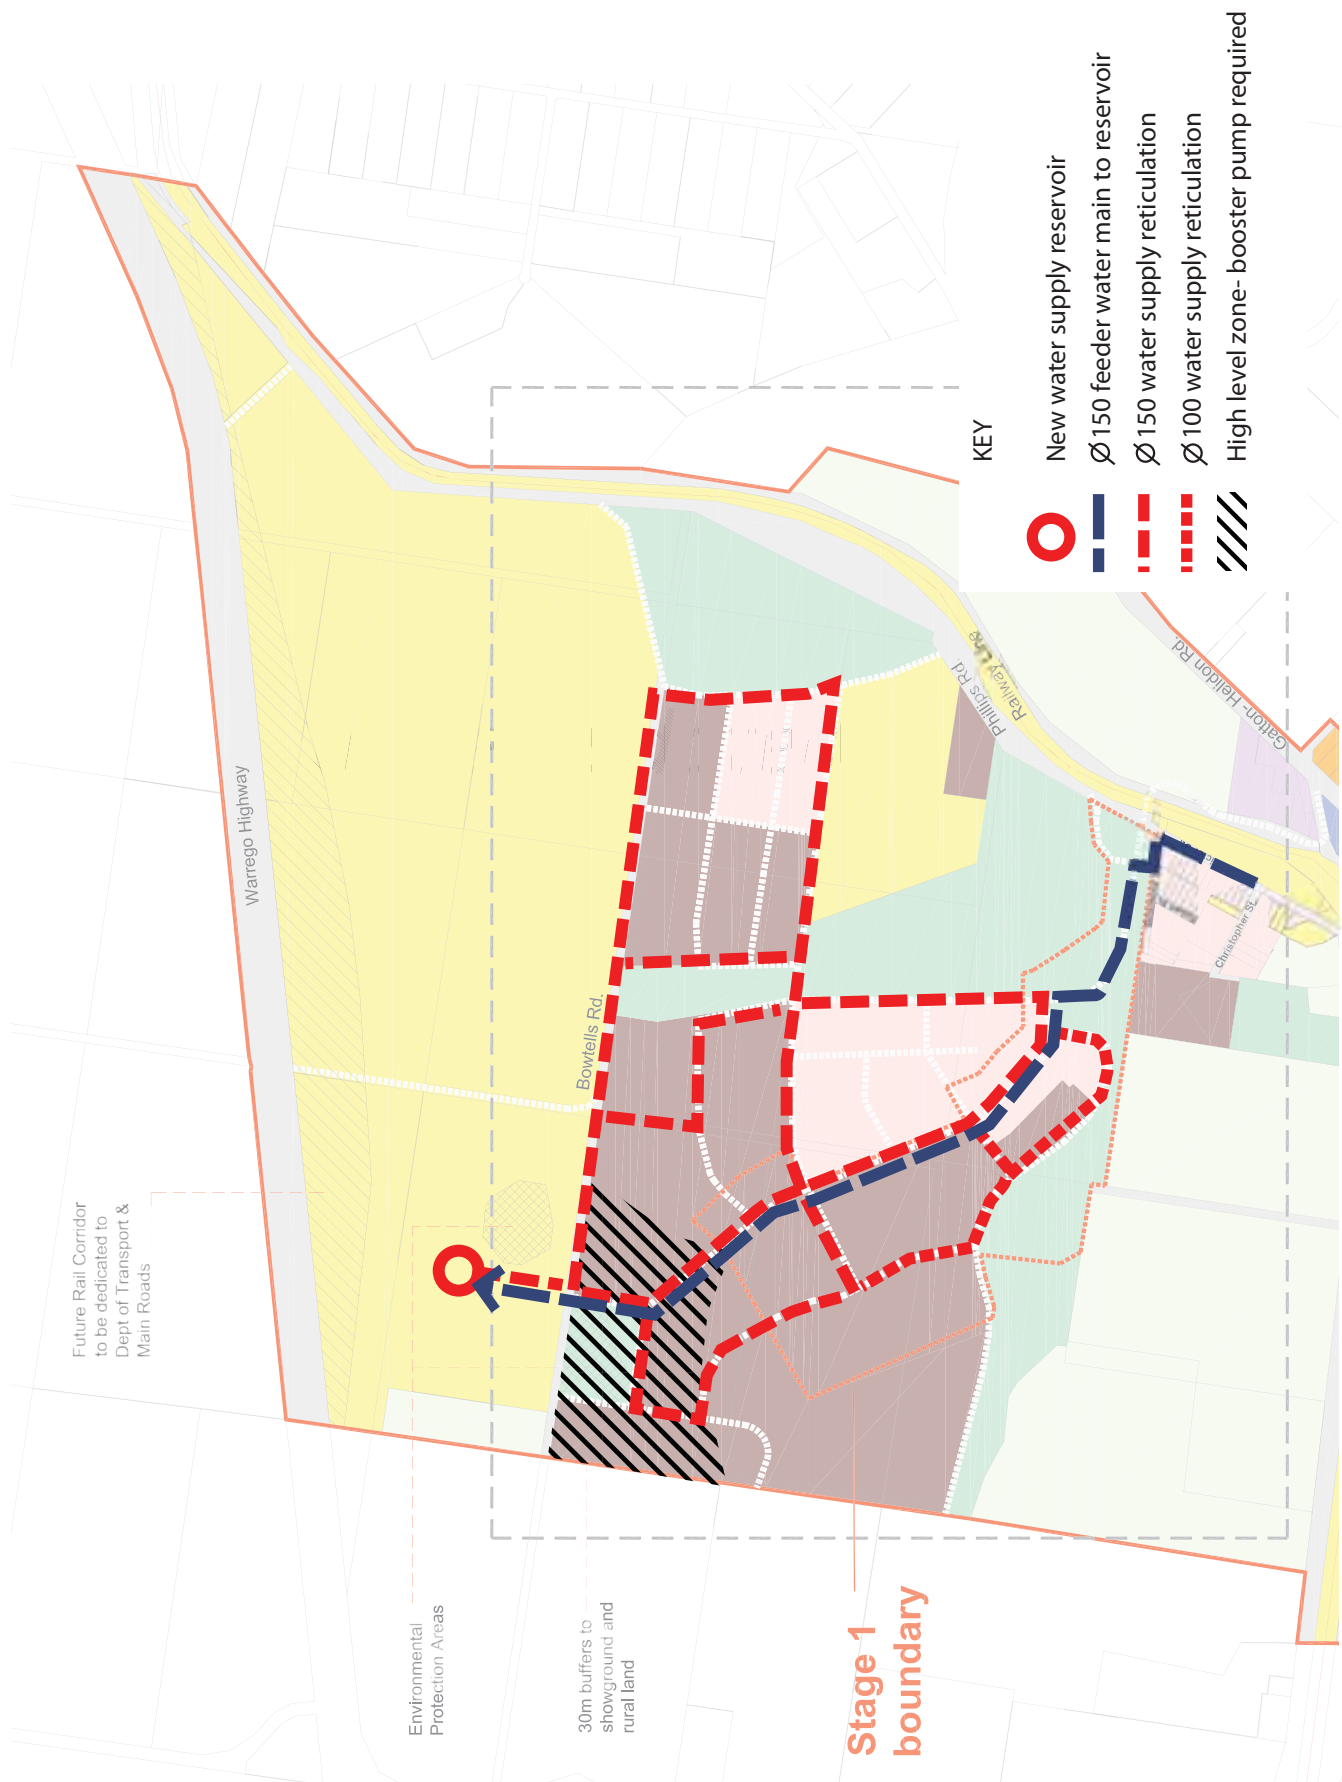 KEY
New water supply reservoir
Ø 150 feeder water main to reservoir
Ø 150 water supply reticulation
Ø 100 water supply reticulation
High level zone- booster pump required
Warrego Highway
Future Rail Corridor
to be dedicated to
Dept of Transport &
Main Roads
Bowtells Rd.
Phillips Rd
Railway Line
Gatton- Helidon Rd.
Christopher St.
Environmental
Protection Areas
30m buffers to
showground and
rural land
Stage 1
boundary